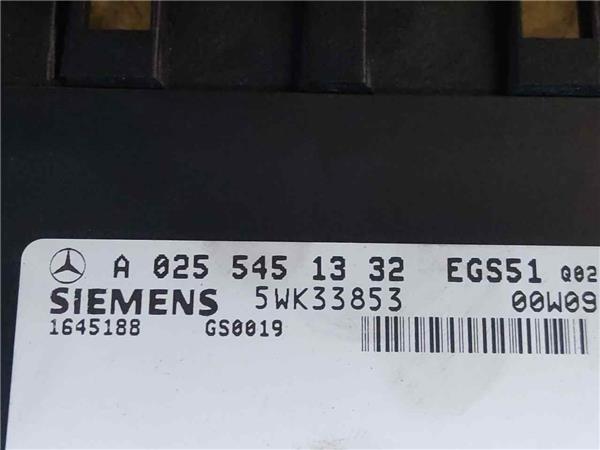 A 025 545 13 32 EGS51 Q02
SIEMENS 5WK33853 00W09
1645188 GS0019